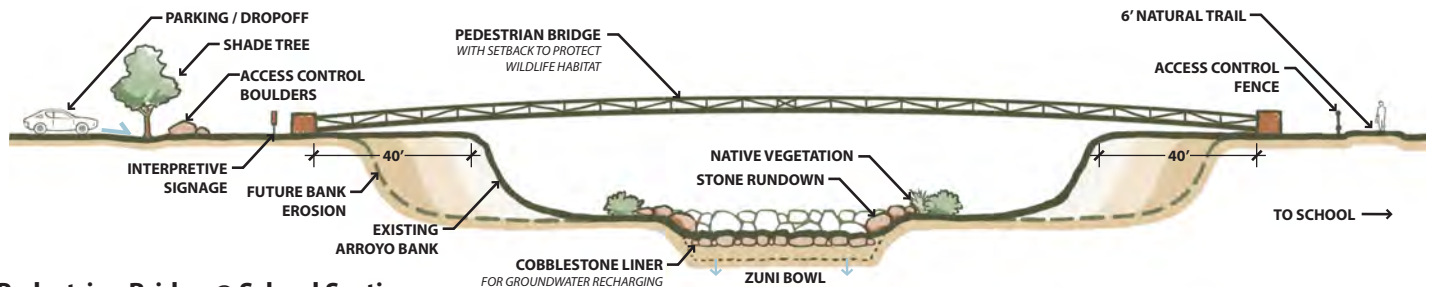 PARKING / DROPOFF
SHADE TREE
ACCESS CONTROL
BOULDERS
INTERPRETIVE
SIGNAGE
40'
FUTURE BANK
EROSION
EXISTING
ARROYO BANK
PEDESTRIAN BRIDGE
WITH SETBACK TO PROTECT
WILDLIFE HABITAT
NATIVE VEGETATION
STONE RUNDOWN
COBBLESTONE LINER
FOR GROUNDWATER RECHARGING
ZUNI BOWL
6' NATURAL TRAIL
ACCESS CONTROL
FENCE
40'
TO SCHOOL